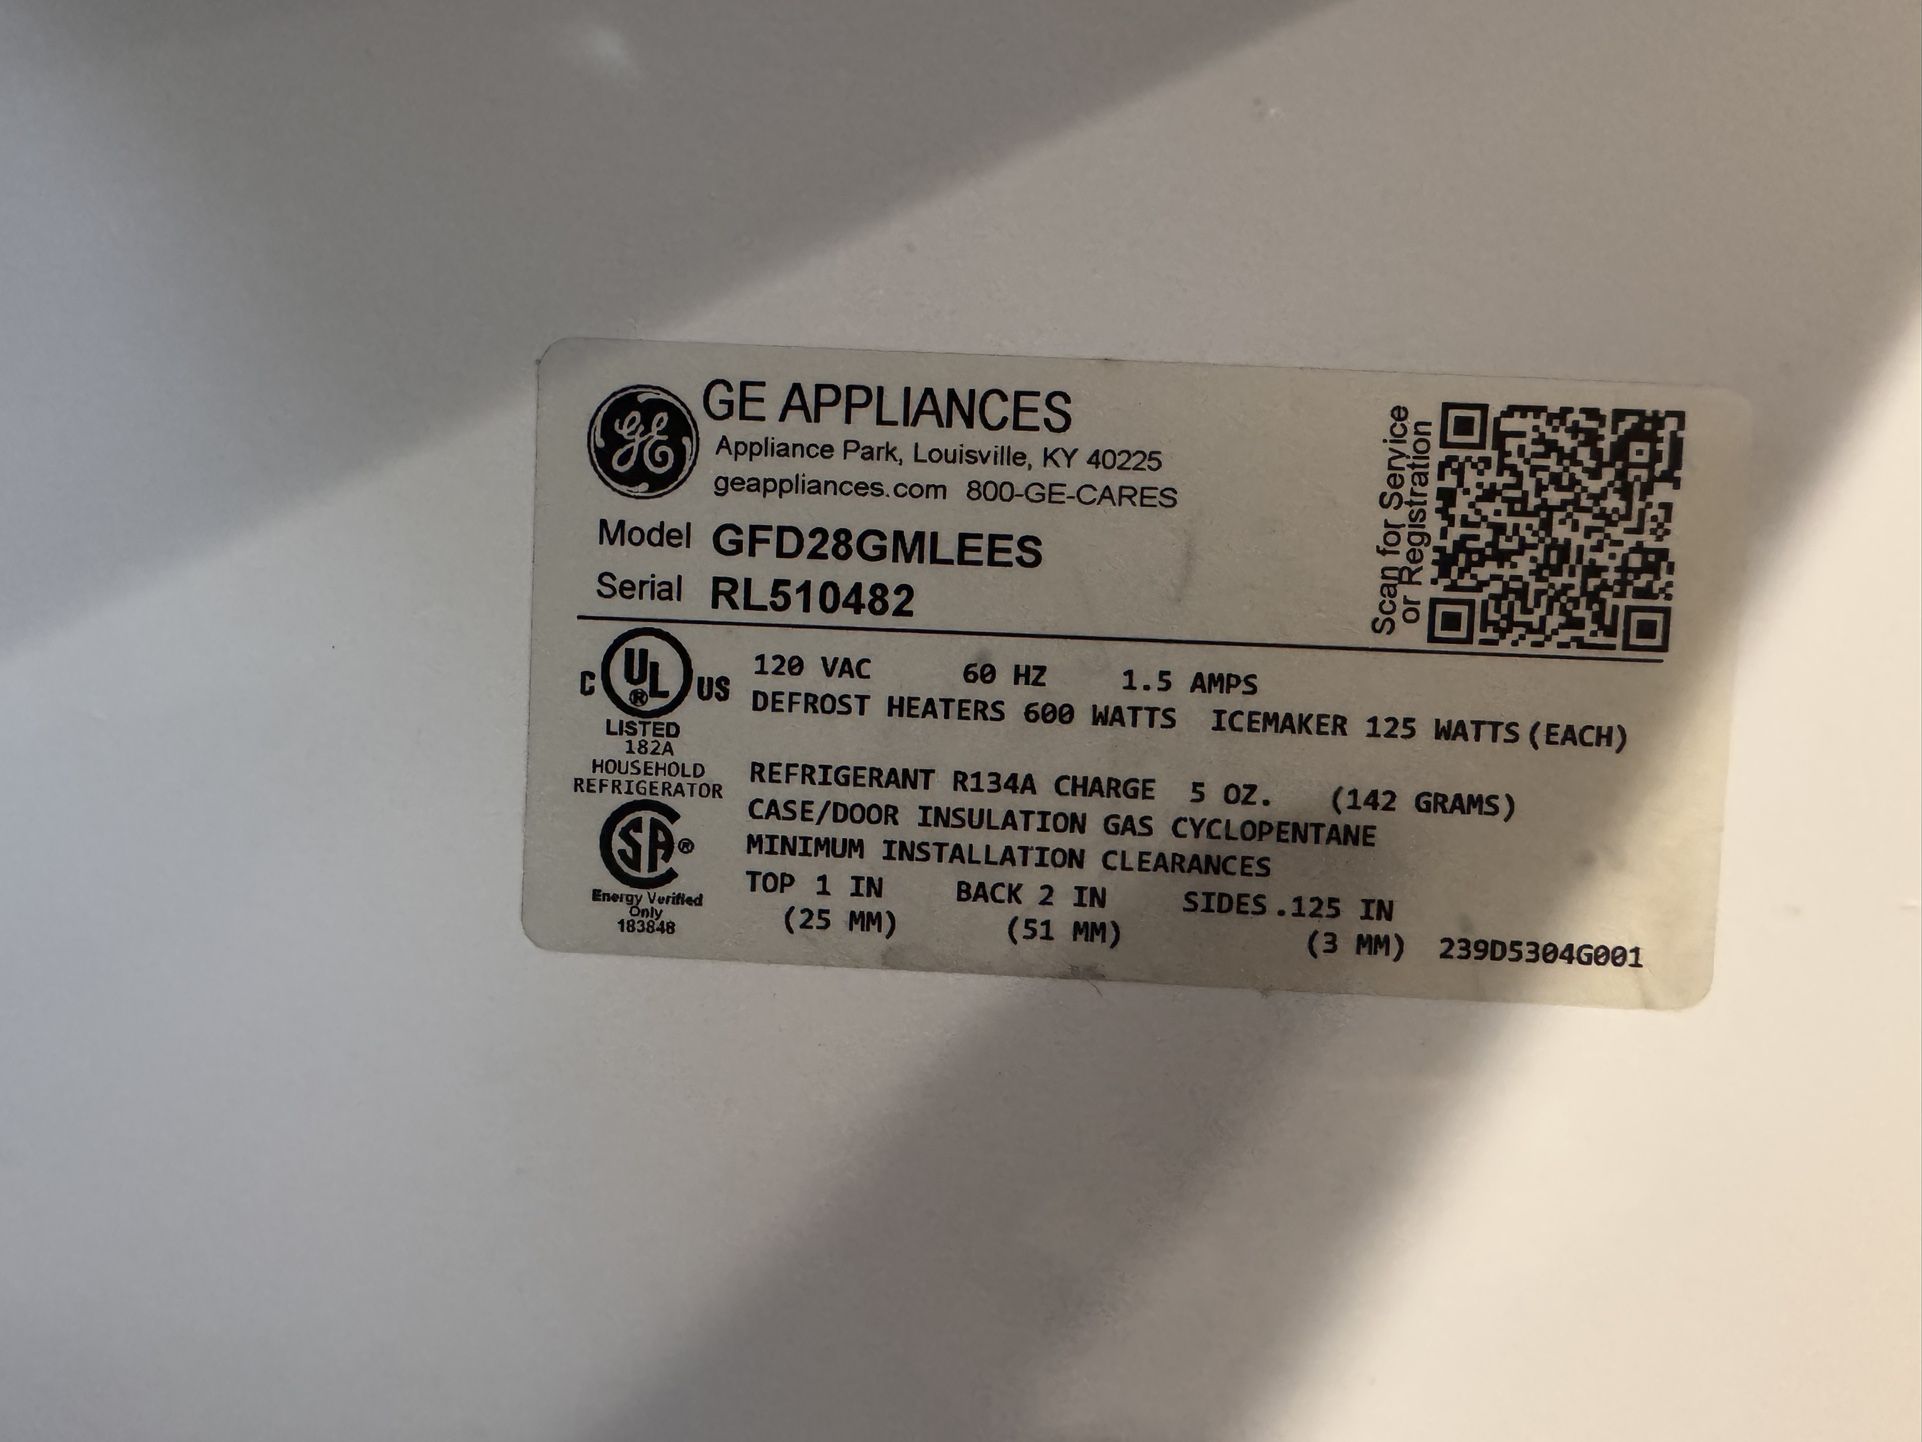 GE APPLIANCES
Appliance Park, Louisville, KY 40225
geappliances.com 800-GE-CARES
Model GFD28GMLEES
Serial RL510482
Scan for Service
or Registration
C UL ® US
LISTED
182A
HOUSEHOLD
REFRIGERATOR
SA ®
Energy Verified
Only
183848
120 VAC 60 HZ 1.5 AMPS
DEFROST HEATERS 600 WATTS ICEMAKER 125 WATTS (EACH)
REFRIGERANT R134A CHARGE 5 OZ. (142 GRAMS)
CASE/DOOR INSULATION GAS CYCLOPENTANE
MINIMUM INSTALLATION CLEARANCES
TOP 1 IN BACK 2 IN SIDES .125 IN
(25 MM) (51 MM) (3 MM) 239D5304G001